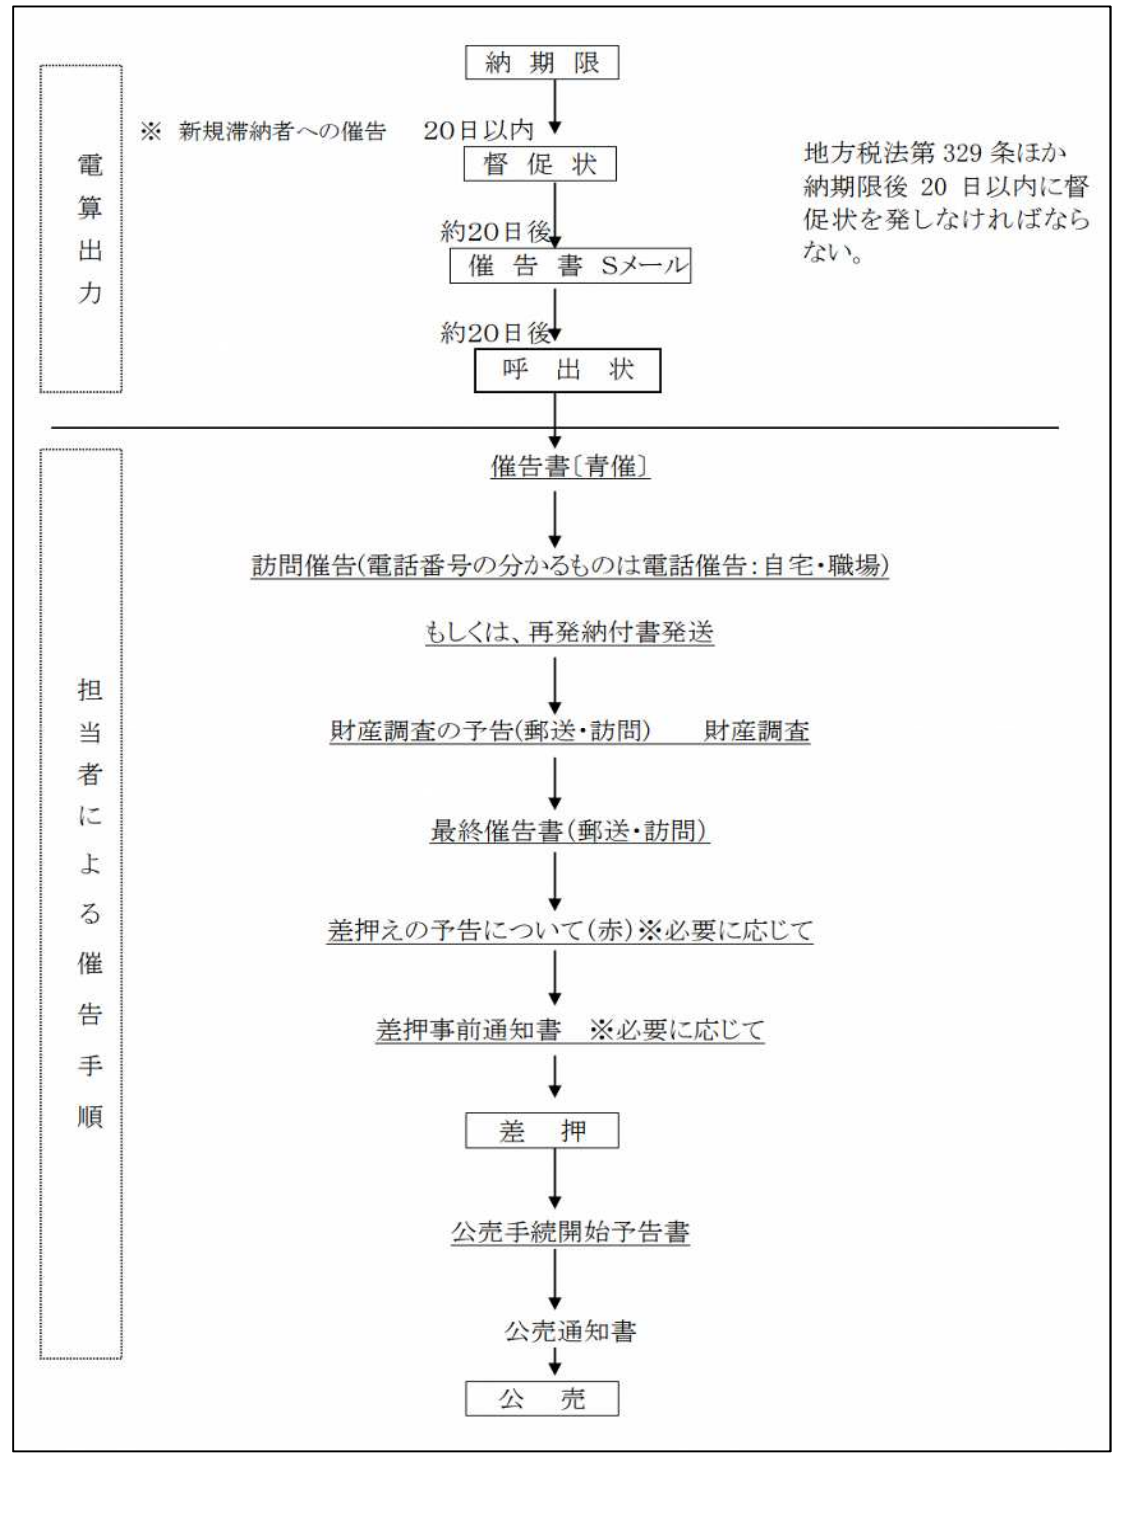 納 期 限
※ 新規滞納者への催告 20日以内
督 促 状
地方税法第 329 条ほか
納期限後 20 日以内に督
促状を発しなければなら
ない。
約20日後
催 告 書 Sメール
約20日後
呼 出 状
電算出力
催告書〔青催〕
訪問催告(電話番号の分かるものは電話催告:自宅・職場)
もしくは、再発納付書発送
財産調査の予告(郵送・訪問) 財産調査
最終催告書(郵送・訪問)
差押えの予告について(赤)※必要に応じて
差押事前通知書 ※必要に応じて
差 押
公売手続開始予告書
公売通知書
公 売
担当者による催告手順